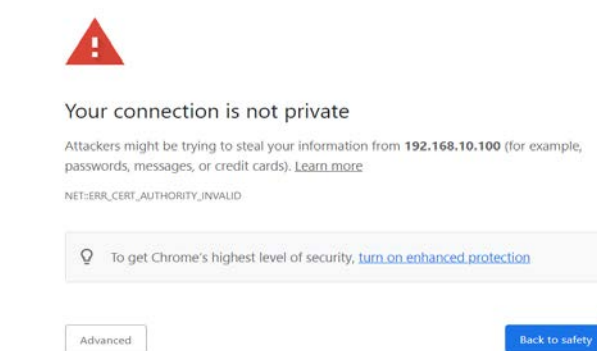 Your connection is not private
Attackers might be trying to steal your information from 192.168.10.100 (for example,
passwords, messages, or credit cards). Learn more
NET::ERR_CERT_AUTHORITY_INVALID
To get Chrome's highest level of security, turn on enhanced protection
Advanced
Back to safety